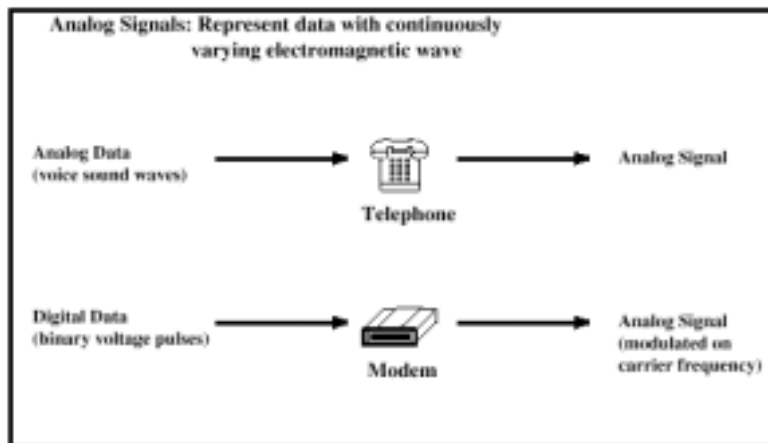 Analog Signals: Represent data with continuously
varying electromagnetic wave
Analog Data
(voice sound waves)
Telephone
Analog Signal
Digital Data
(binary voltage pulses)
Modem
Analog Signal
(modulated on
carrier frequency)